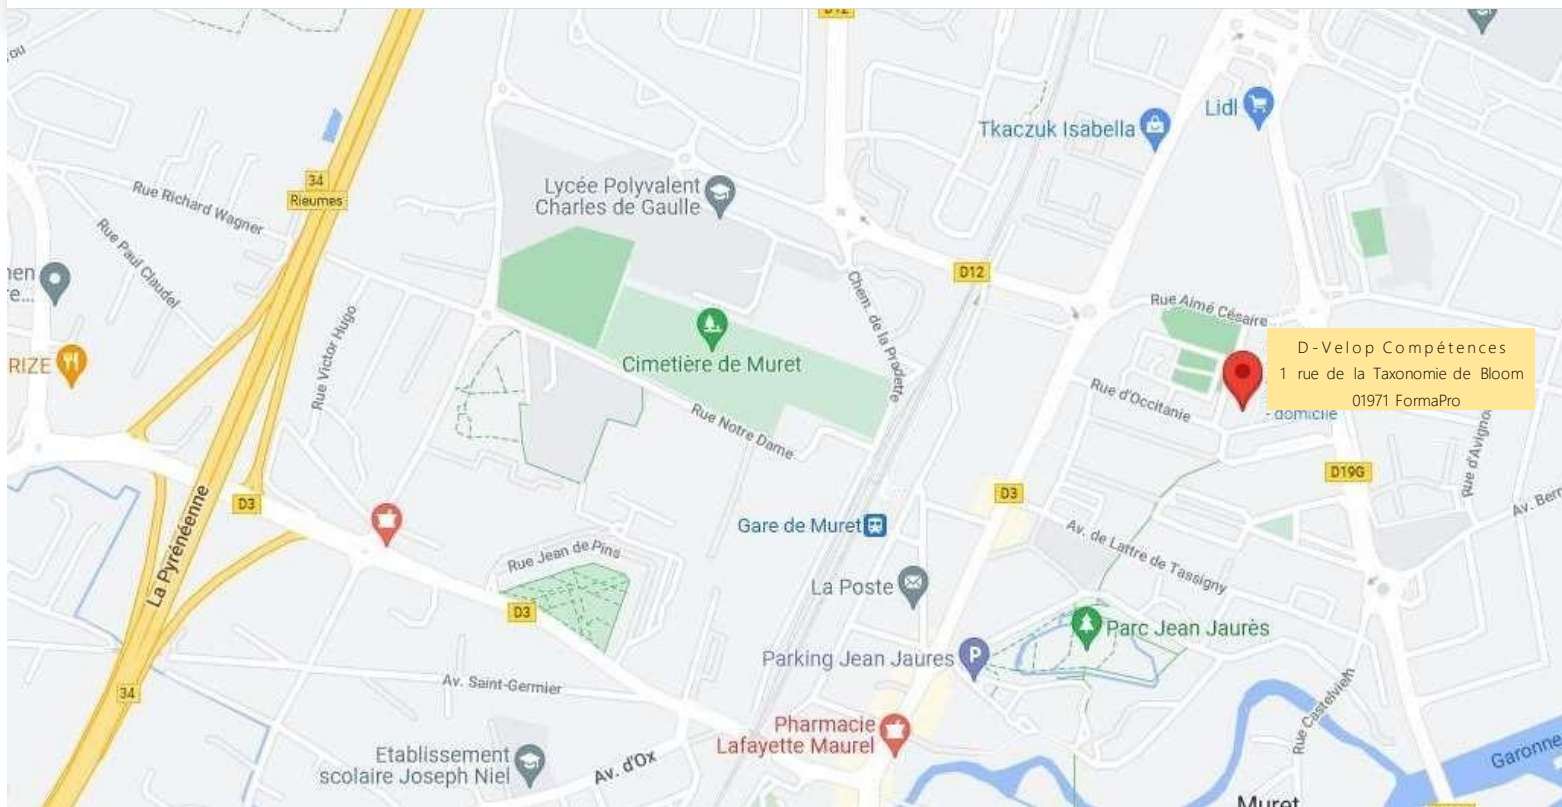 D12
Lidl
Tkaczuk Isabella
34
Rieumes
Rue Richard Wagner
Lycée Polyvalent
Charles de Gaulle
Rue Paul Claudel
D12
Chem. de la Pradette
Rue Aimé Césaire
Rue Victor Hugo
RIZE
Cimetière de Muret
D-Velop Compétences
1 rue de la Taxonomie de Bloom
01971 FormaPro
- domicile
Rue d'Occitanie
Rue Notre Dame
Rue d'Avignon
D19G
D3
D3
Av. de Lattre de Tassigny
Gare de Muret
La Pyrénéenne
Rue Jean de Pins
La Poste
D3
Parc Jean Jaurès
Parking Jean Jaures
P
34
Av. Saint-Germier
Rue Castelvielh
Pharmacie
Lafayette Maurel
Etablissement
scolaire Joseph Niel
Av. d'Ox
Garonne
Muret